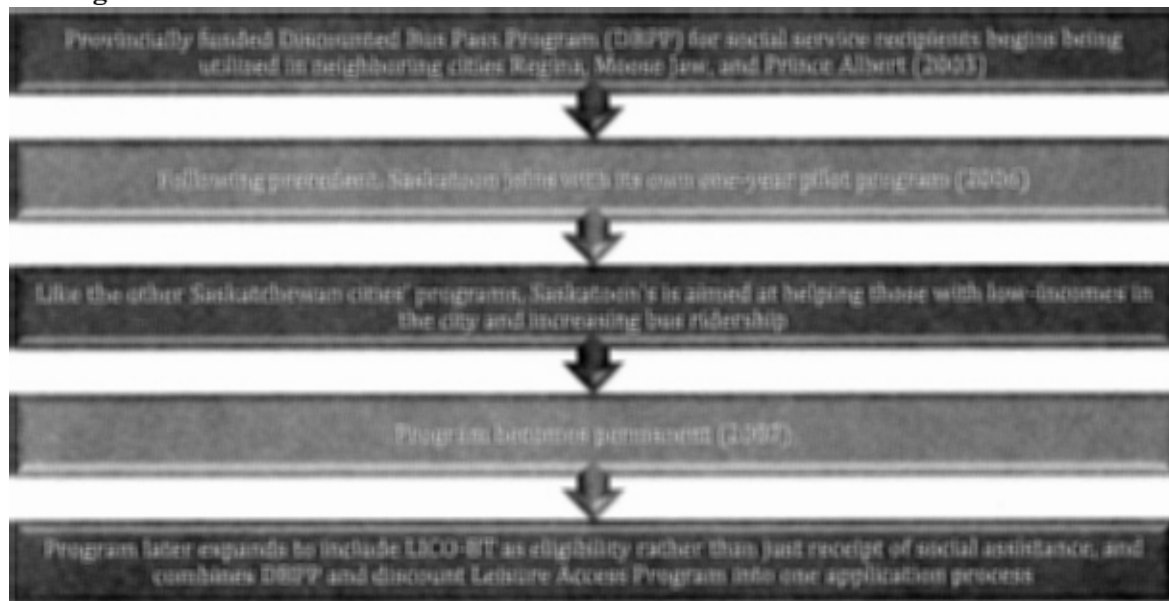 Provincially funded Discounted Bus Pass Program (DBPP) for social service recipients begins being
utilized in neighboring cities Regina, Moose Jaw, and Prince Albert (2003)
Following precedent, Saskatoon joins with its own one-year pilot program (2006)
Like the other Saskatchewan cities' programs, Saskatoon's is aimed at helping those with low-incomes in
the city and increasing bus ridership
Program becomes permanent (2007)
Program later expands to include LICO-BT as eligibility rather than just receipt of social assistance, and
combines DBPP and discount Leisure Access Program into one application process